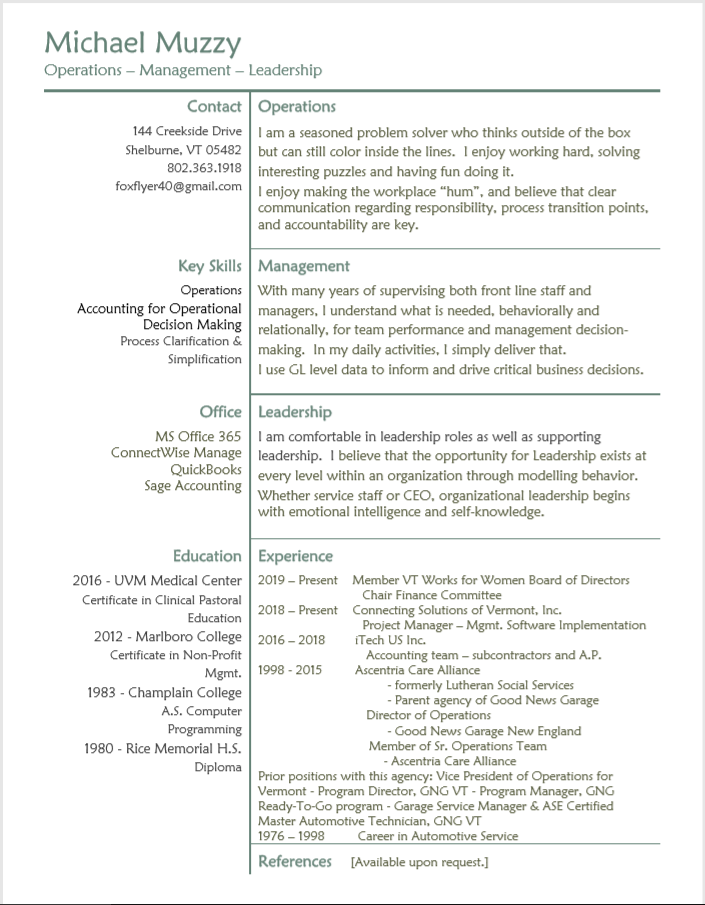 Michael Muzzy
Operations – Management – Leadership
Contact
144 Creekside Drive
Shelburne, VT 05482
802.363.1918
foxflyer40@gmail.com
Operations
I am a seasoned problem solver who thinks outside of the box
but can still color inside the lines.  I enjoy working hard, solving
interesting puzzles and having fun doing it.
I enjoy making the workplace “hum”, and believe that clear
communication regarding responsibility, process transition points,
and accountability are key.
Key Skills
Operations
Accounting for Operational
Decision Making
Process Clarification &
Simplification
Management
With many years of supervising both front line staff and
managers, I understand what is needed, behaviorally and
relationally, for team performance and management decision-
making.  In my daily activities, I simply deliver that.
I use GL level data to inform and drive critical business decisions.
Office
MS Office 365
ConnectWise Manage
QuickBooks
Sage Accounting
Leadership
I am comfortable in leadership roles as well as supporting
leadership.  I believe that the opportunity for Leadership exists at
every level within an organization through modelling behavior.
Whether service staff or CEO, organizational leadership begins
with emotional intelligence and self-knowledge.
Education
2016 - UVM Medical Center
Certificate in Clinical Pastoral
Education
2012 - Marlboro College
Certificate in Non-Profit
Mgmt.
1983 - Champlain College
A.S. Computer
Programming
1980 - Rice Memorial H.S.
Diploma
Experience
2019 – Present Member VT Works for Women Board of Directors
Chair Finance Committee
2018 – Present Connecting Solutions of Vermont, Inc.
Project Manager – Mgmt. Software Implementation
2016 – 2018 iTech US Inc.
Accounting team – subcontractors and A.P.
1998 - 2015 Ascentria Care Alliance
- formerly Lutheran Social Services
- Parent agency of Good News Garage
Director of Operations
- Good News Garage New England
Member of Sr. Operations Team
- Ascentria Care Alliance
Prior positions with this agency: Vice President of Operations for
Vermont - Program Director, GNG VT - Program Manager, GNG
Ready-To-Go program - Garage Service Manager & ASE Certified
Master Automotive Technician, GNG VT
1976 – 1998 Career in Automotive Service
References [Available upon request.]